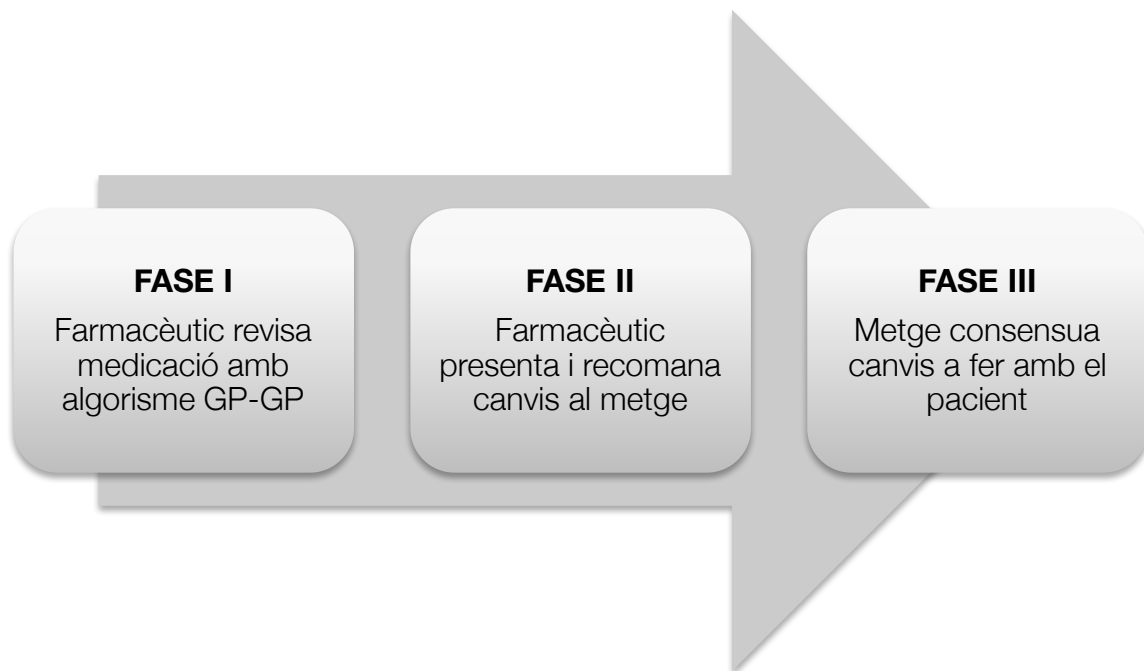 FASE I
Farmacèutic revisa
medicació amb
algorisme GP-GP
FASE II
Farmacèutic
presenta i recomana
canvis al metge
FASE III
Metge consensua
canvis a fer amb el
pacient